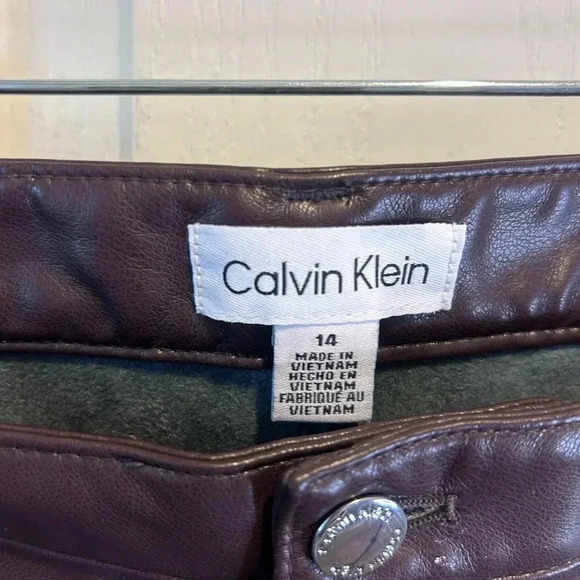 Calvin Klein
14
MADE IN
VIETNAM
HECHO EN
VIETNAM
FABRIQUÉ AU
VIETNAM